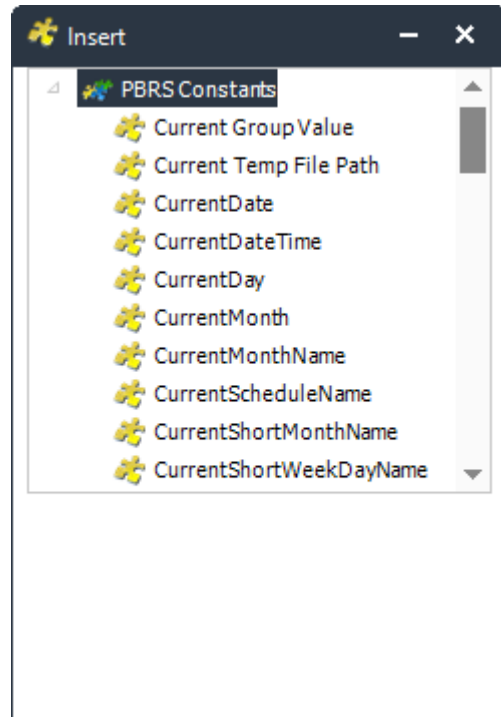 Insert
PBRS Constants
Current Group Value
Current Temp File Path
CurrentDate
CurrentDateTime
CurrentDay
CurrentMonth
CurrentMonthName
CurrentScheduleName
CurrentShortMonthName
CurrentShortWeekDayName